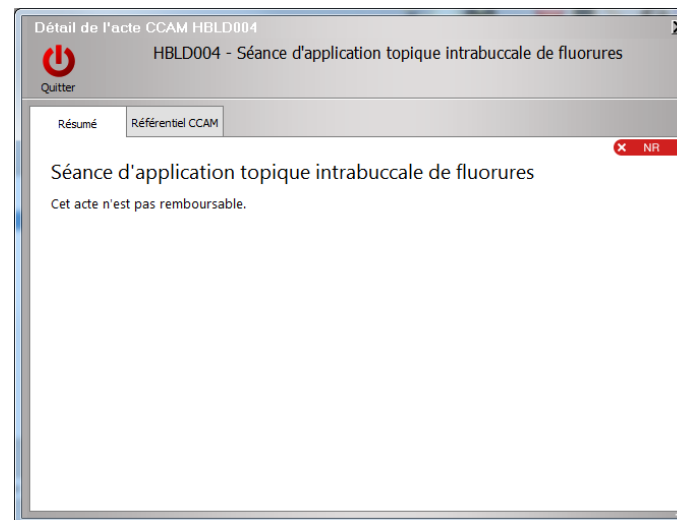 Détail de l'acte CCAM HBLD004
HBLD004 - Séance d'application topique intrabuccale de fluorures
Quitter
Résumé
Référentiel CCAM
NR
Séance d'application topique intrabuccale de fluorures
Cet acte n'est pas remboursable.